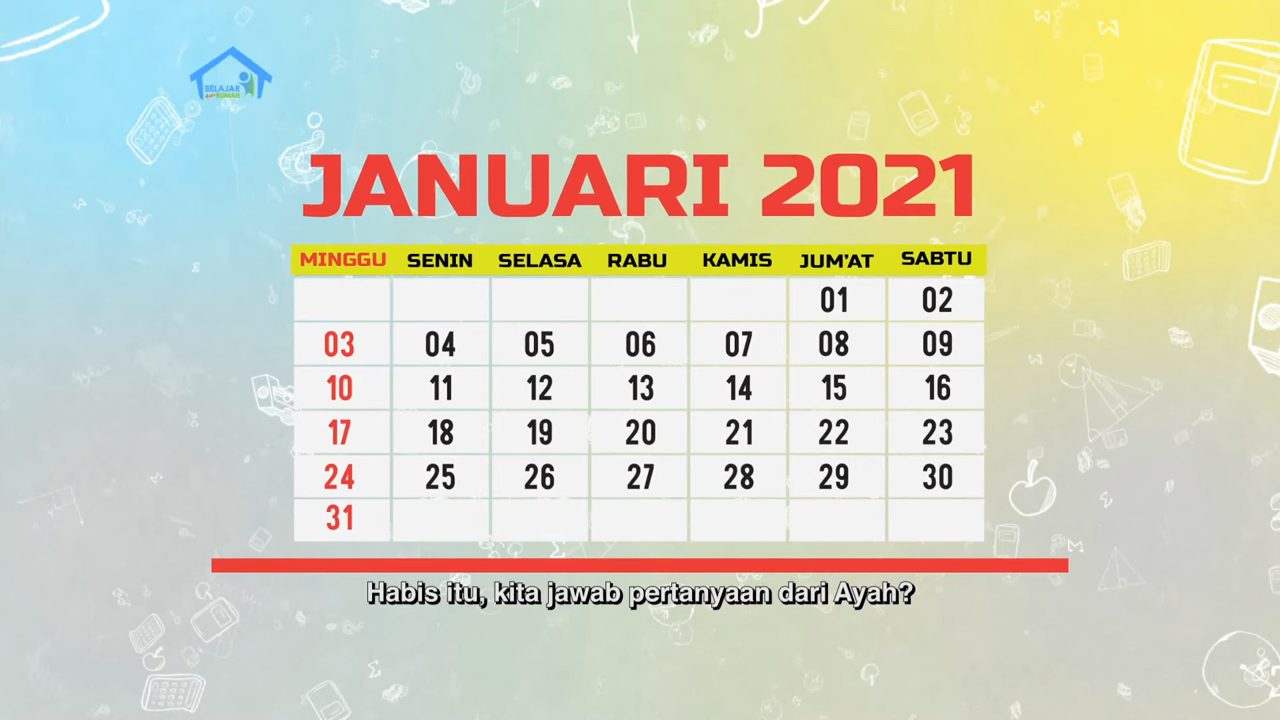 BELAJAR
dari RUMAH
JANUARI 2021
MINGGU SENIN SELASA RABU KAMIS JUM'AT SABTU
01 02
03 04 05 06 07 08 09
10 11 12 13 14 15 16
17 18 19 20 21 22 23
24 25 26 27 28 29 30
31
Habis itu, kita jawab pertanyaan dari Ayah?